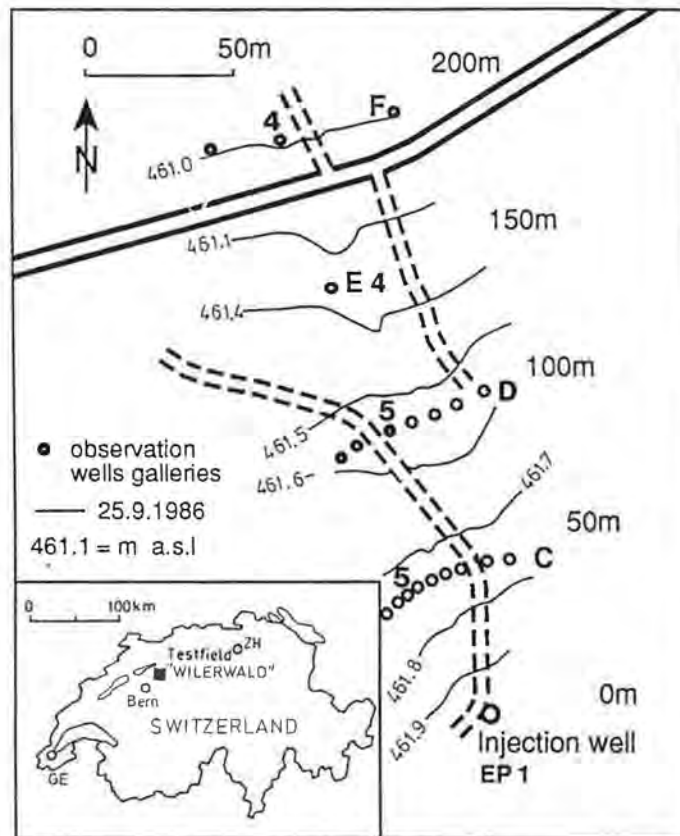 0 50m
200m
N
4
F
461.0
150m
461.1
E 4
461.4
100m
D
5
461.5
observation
wells galleries
461.6
461.7
25.9.1986
50m
461.1 = m a.s.l
5
C
0 100km
Testfield
ZH
"WILERWALD"
461.8
Bern
0m
SWITZERLAND
461.9
Injection well
GE
EP 1